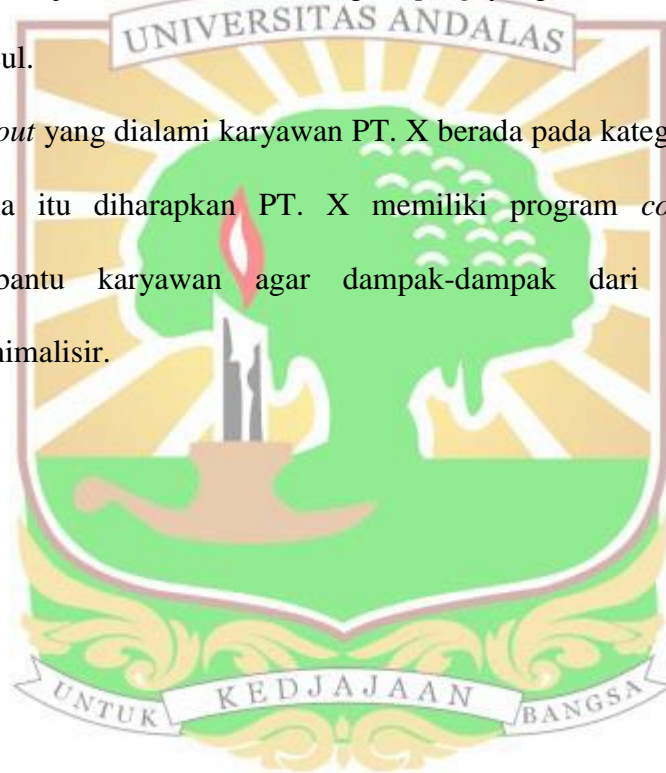 UNIVERSITAS ANDALAS
ul.
out yang dialami karyawan PT. X berada pada kateg
a itu diharapkan PT. X memiliki program co
bantu karyawan agar dampak-dampak dari
nimalisir.
UNTUK KEDJAJAAN BANGSA